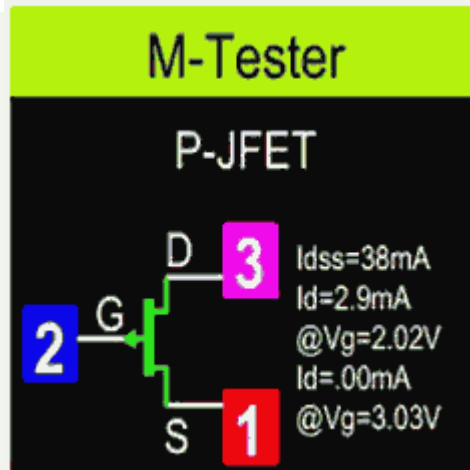 M-Tester
P-JFET
D
3
Idss=38mA
Id=2.9mA
2
G
@Vg=2.02V
Id=.00mA
S
1
@Vg=3.03V